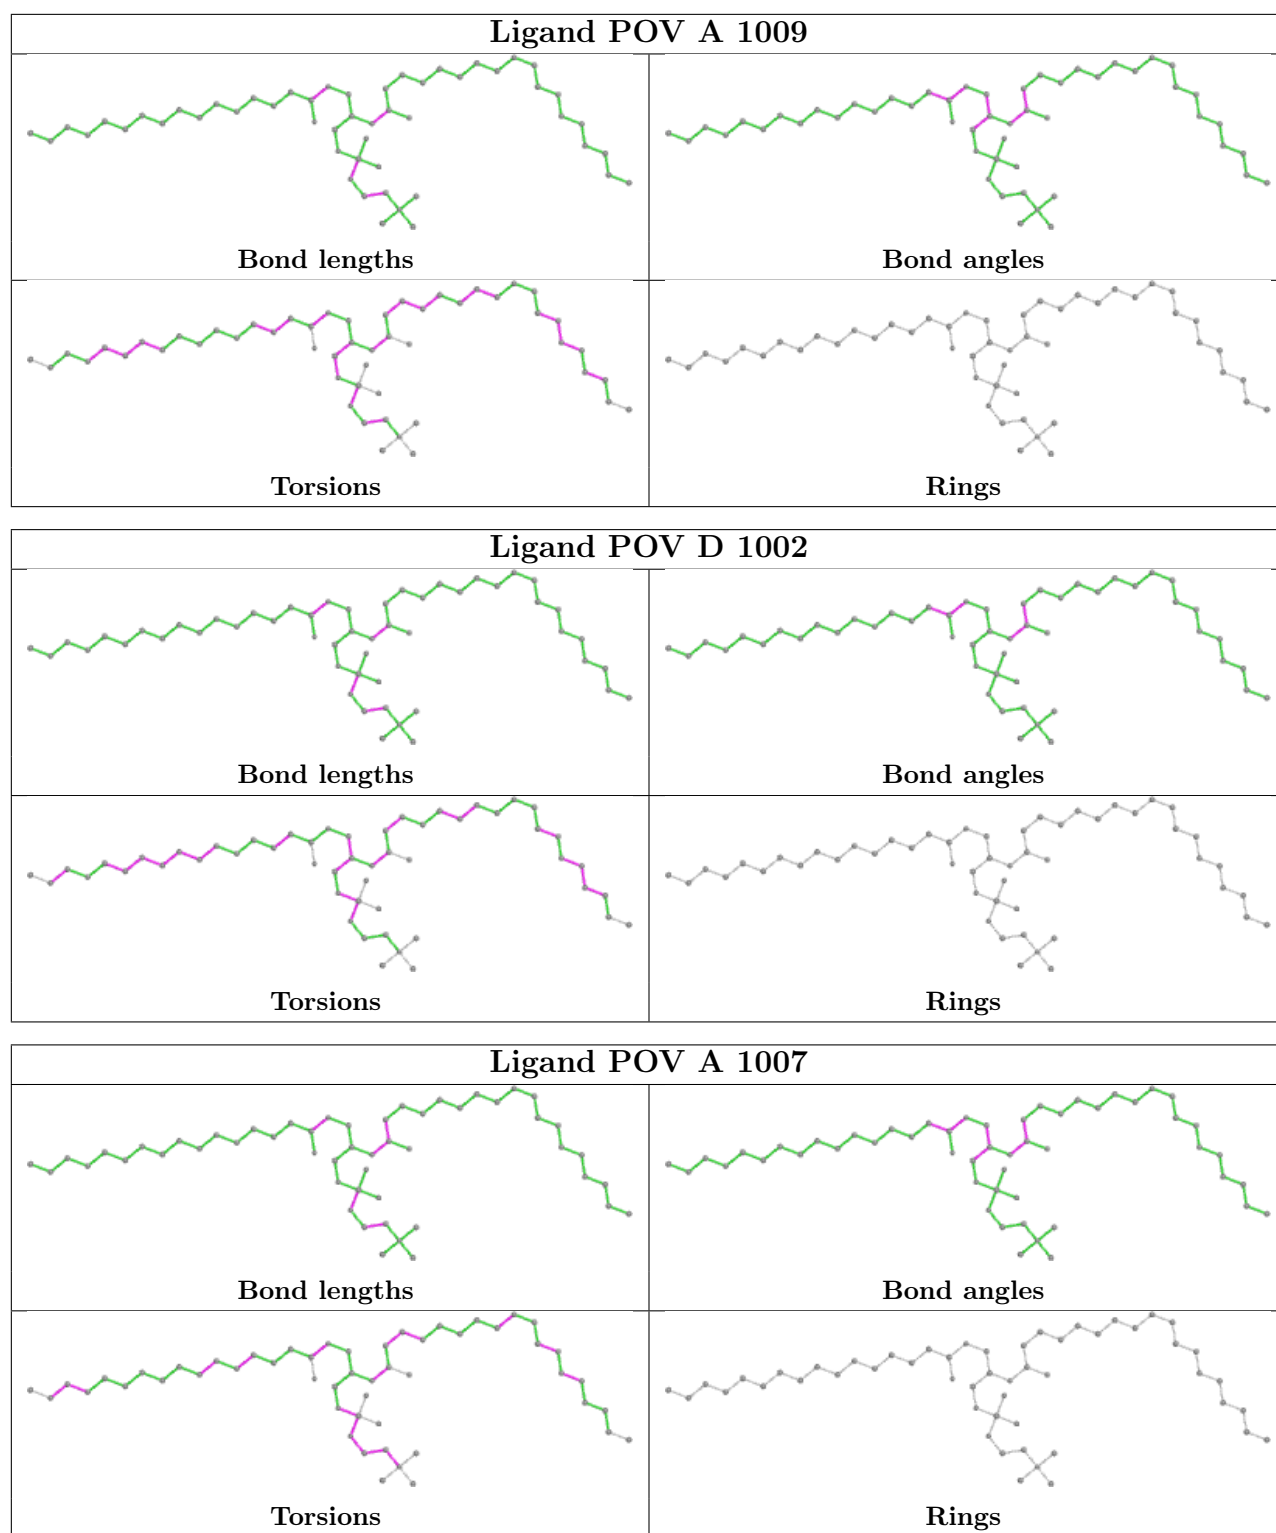 Ligand POV A 1009
Bond lengths
Bond angles
Torsions
Rings
Ligand POV D 1002
Bond lengths
Bond angles
Torsions
Rings
Ligand POV A 1007
Bond lengths
Bond angles
Torsions
Rings